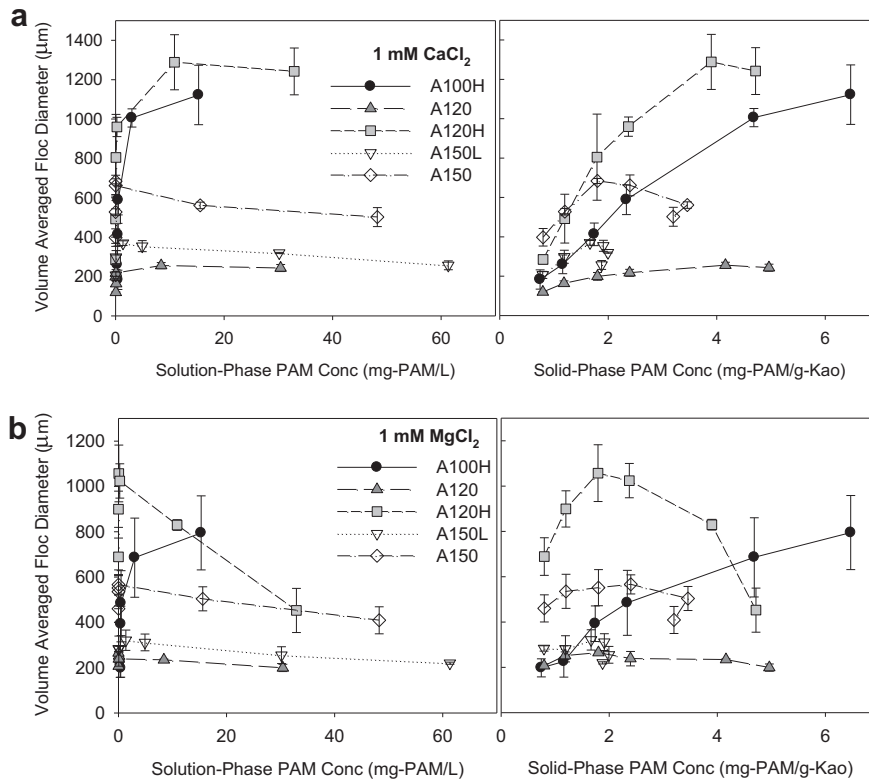 a
1 mM CaCl2
A100H
A120
A120H
A150L
A150
Volume Averaged Floc Diameter (µm)
1400
1200
1000
800
600
400
200
0
0 20 40 60
Solution-Phase PAM Conc (mg-PAM/L)
0 2 4 6
Solid-Phase PAM Conc (mg-PAM/g-Kao)
b
1 mM MgCl2
A100H
A120
A120H
A150L
A150
Volume Averaged Floc Diameter (µm)
1200
1000
800
600
400
200
0
0 20 40 60
Solution-Phase PAM Conc (mg-PAM/L)
0 2 4 6
Solid-Phase PAM Conc (mg-PAM/g-Kao)